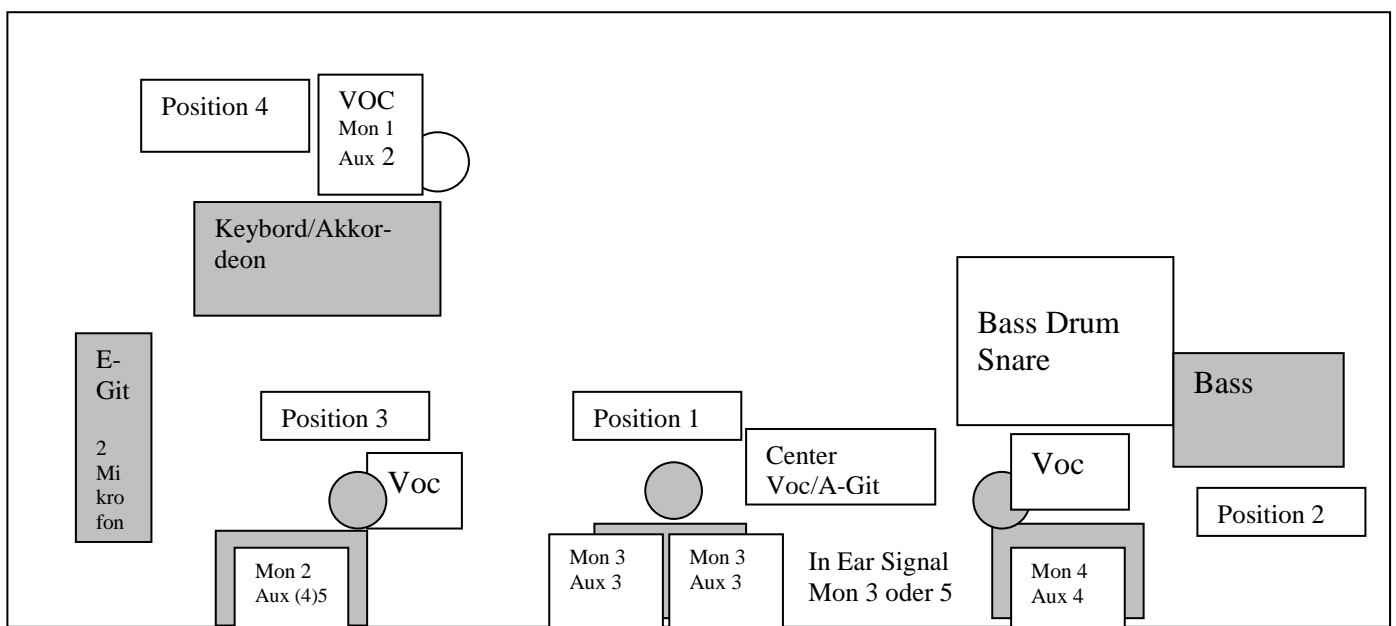 Position 4
VOC
Mon 1
Aux 2
Keybord/Akkor-
deon
E-
Git
2
Mi
kro
fon
Position 3
Voc
Mon 2
Aux (4)5
Position 1
Center
Voc/A-Git
Mon 3
Aux 3
Mon 3
Aux 3
In Ear Signal
Mon 3 oder 5
Bass Drum
Snare
Bass
Voc
Position 2
Mon 4
Aux 4